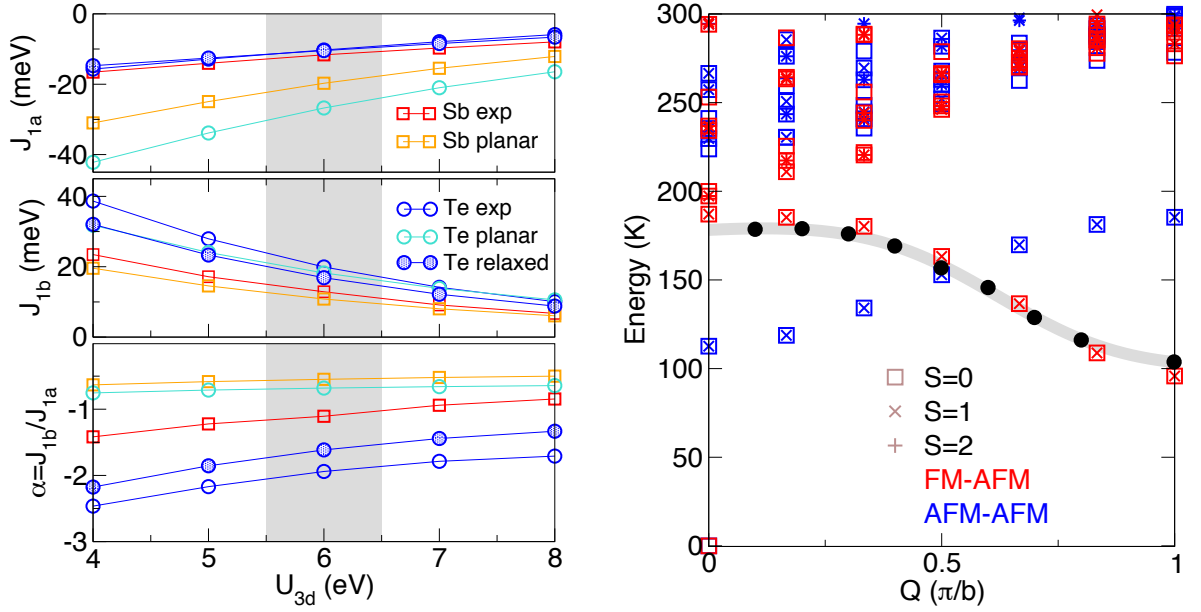 0
-20
-40
J1a (meV)
Sb exp
Sb planar
40
20
0
J1b (meV)
Te exp
Te planar
Te relaxed
-1
-2
-3
α=J1b/J1a
4 5 6 7 8
U3d (eV)
300
250
200
150
100
50
0
Energy (K)
S=0
S=1
S=2
FM-AFM
AFM-AFM
0 0.5 1
Q (π/b)